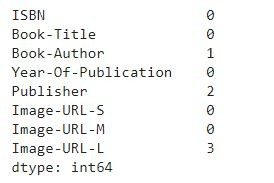 ISBN 0
Book-Title 0
Book-Author 1
Year-Of-Publication 0
Publisher 2
Image-URL-S 0
Image-URL-M 0
Image-URL-L 3
dtype: int64